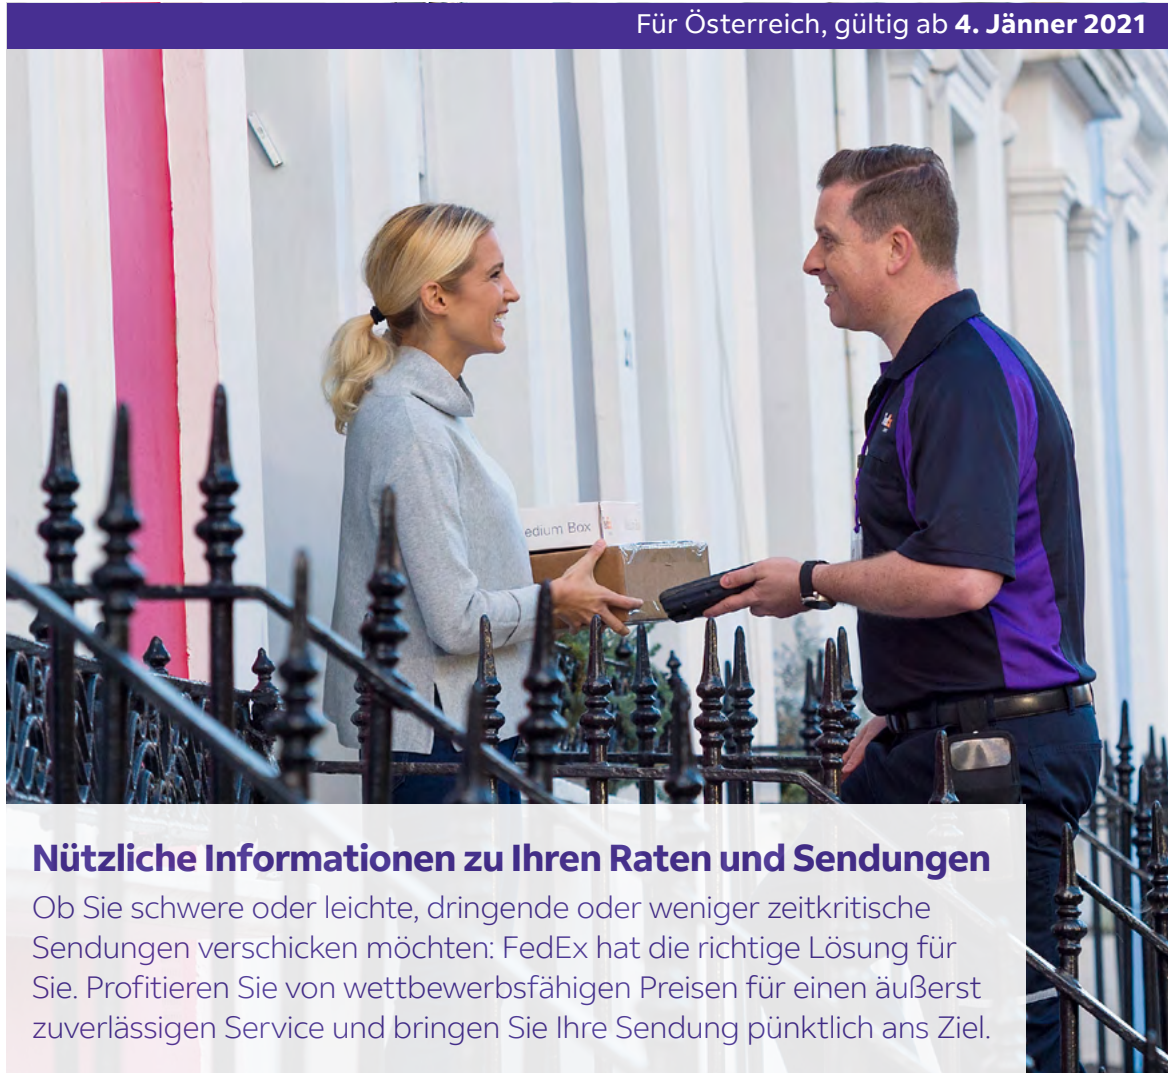 Für Österreich, gültig ab 4. Jänner 2021
edium Box
Nützliche Informationen zu Ihren Raten und Sendungen
Ob Sie schwere oder leichte, dringende oder weniger zeitkritische
Sendungen verschicken möchten: FedEx hat die richtige Lösung für
Sie. Profitieren Sie von wettbewerbsfähigen Preisen für einen äußerst
zuverlässigen Service und bringen Sie Ihre Sendung pünktlich ans Ziel.